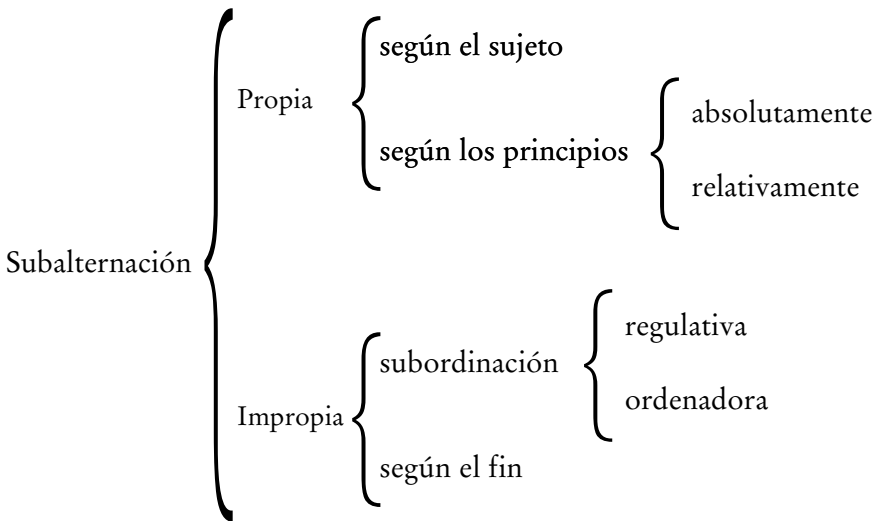 Subalternación
Propia
según el sujeto
según los principios
absolutamente
relativamente
Impropia
subordinación
regulativa
ordenadora
según el fin